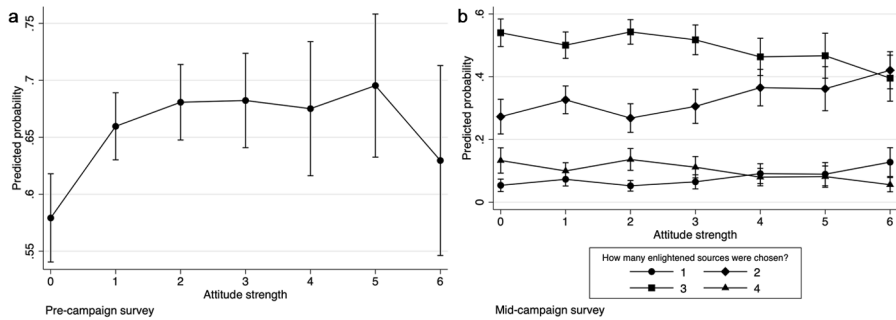 a
Predicted probability
.75
.7
.65
.6
.55
0 1 2 3 4 5 6
Attitude strength
Pre-campaign survey
b
Predicted probability
.6
.4
.2
0
0 1 2 3 4 5 6
Attitude strength
How many enlightened sources were chosen?
1 2
3 4
Mid-campaign survey